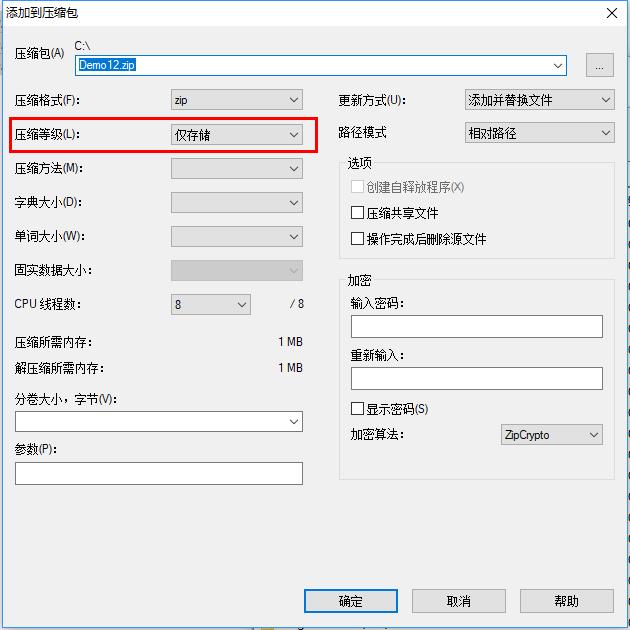 添加到压缩包
压缩包(A)
C:\
Demo12.zip
...
压缩格式(F):
zip
压缩等级(L):
仅存储
压缩方法(M):
字典大小(D):
单词大小(W):
固实数据大小:
CPU 线程数:
8
/ 8
压缩所需内存:
1 MB
解压缩所需内存:
1 MB
分卷大小，字节(V):
参数(P):
更新方式(U):
添加并替换文件
路径模式
相对路径
选项
创建自释放程序(X)
压缩共享文件
操作完成后删除源文件
加密
输入密码:
重新输入:
显示密码(S)
加密算法:
ZipCrypto
确定
取消
帮助